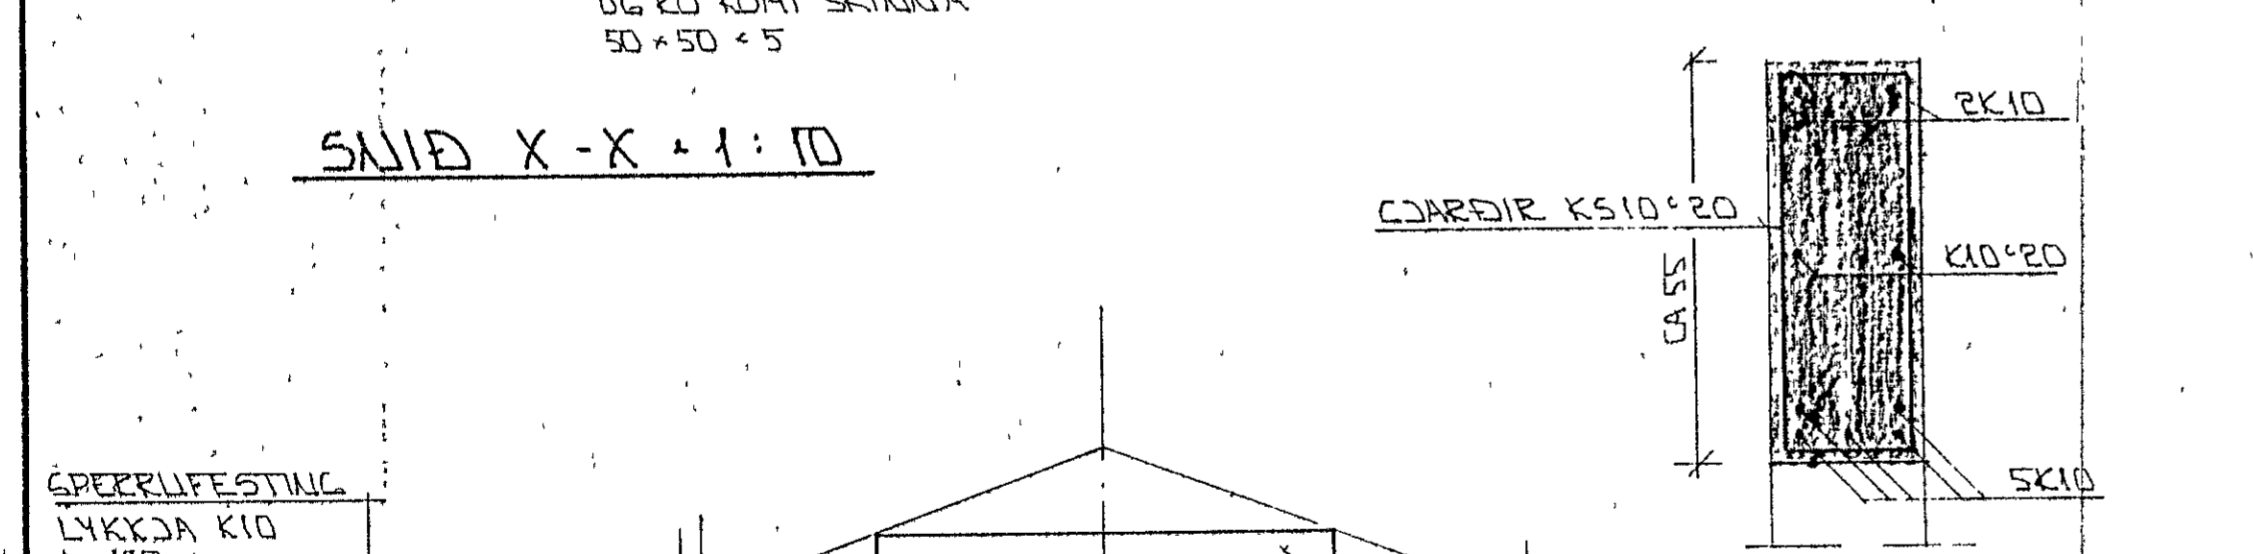 50 × 50 × 5
SNIÐ X - X · 1 : 10
2K10
GJARÐIR KS10 c 20
K10 c 20
CA 55
5K10
SPERRUFESTING
LYKKJA K10